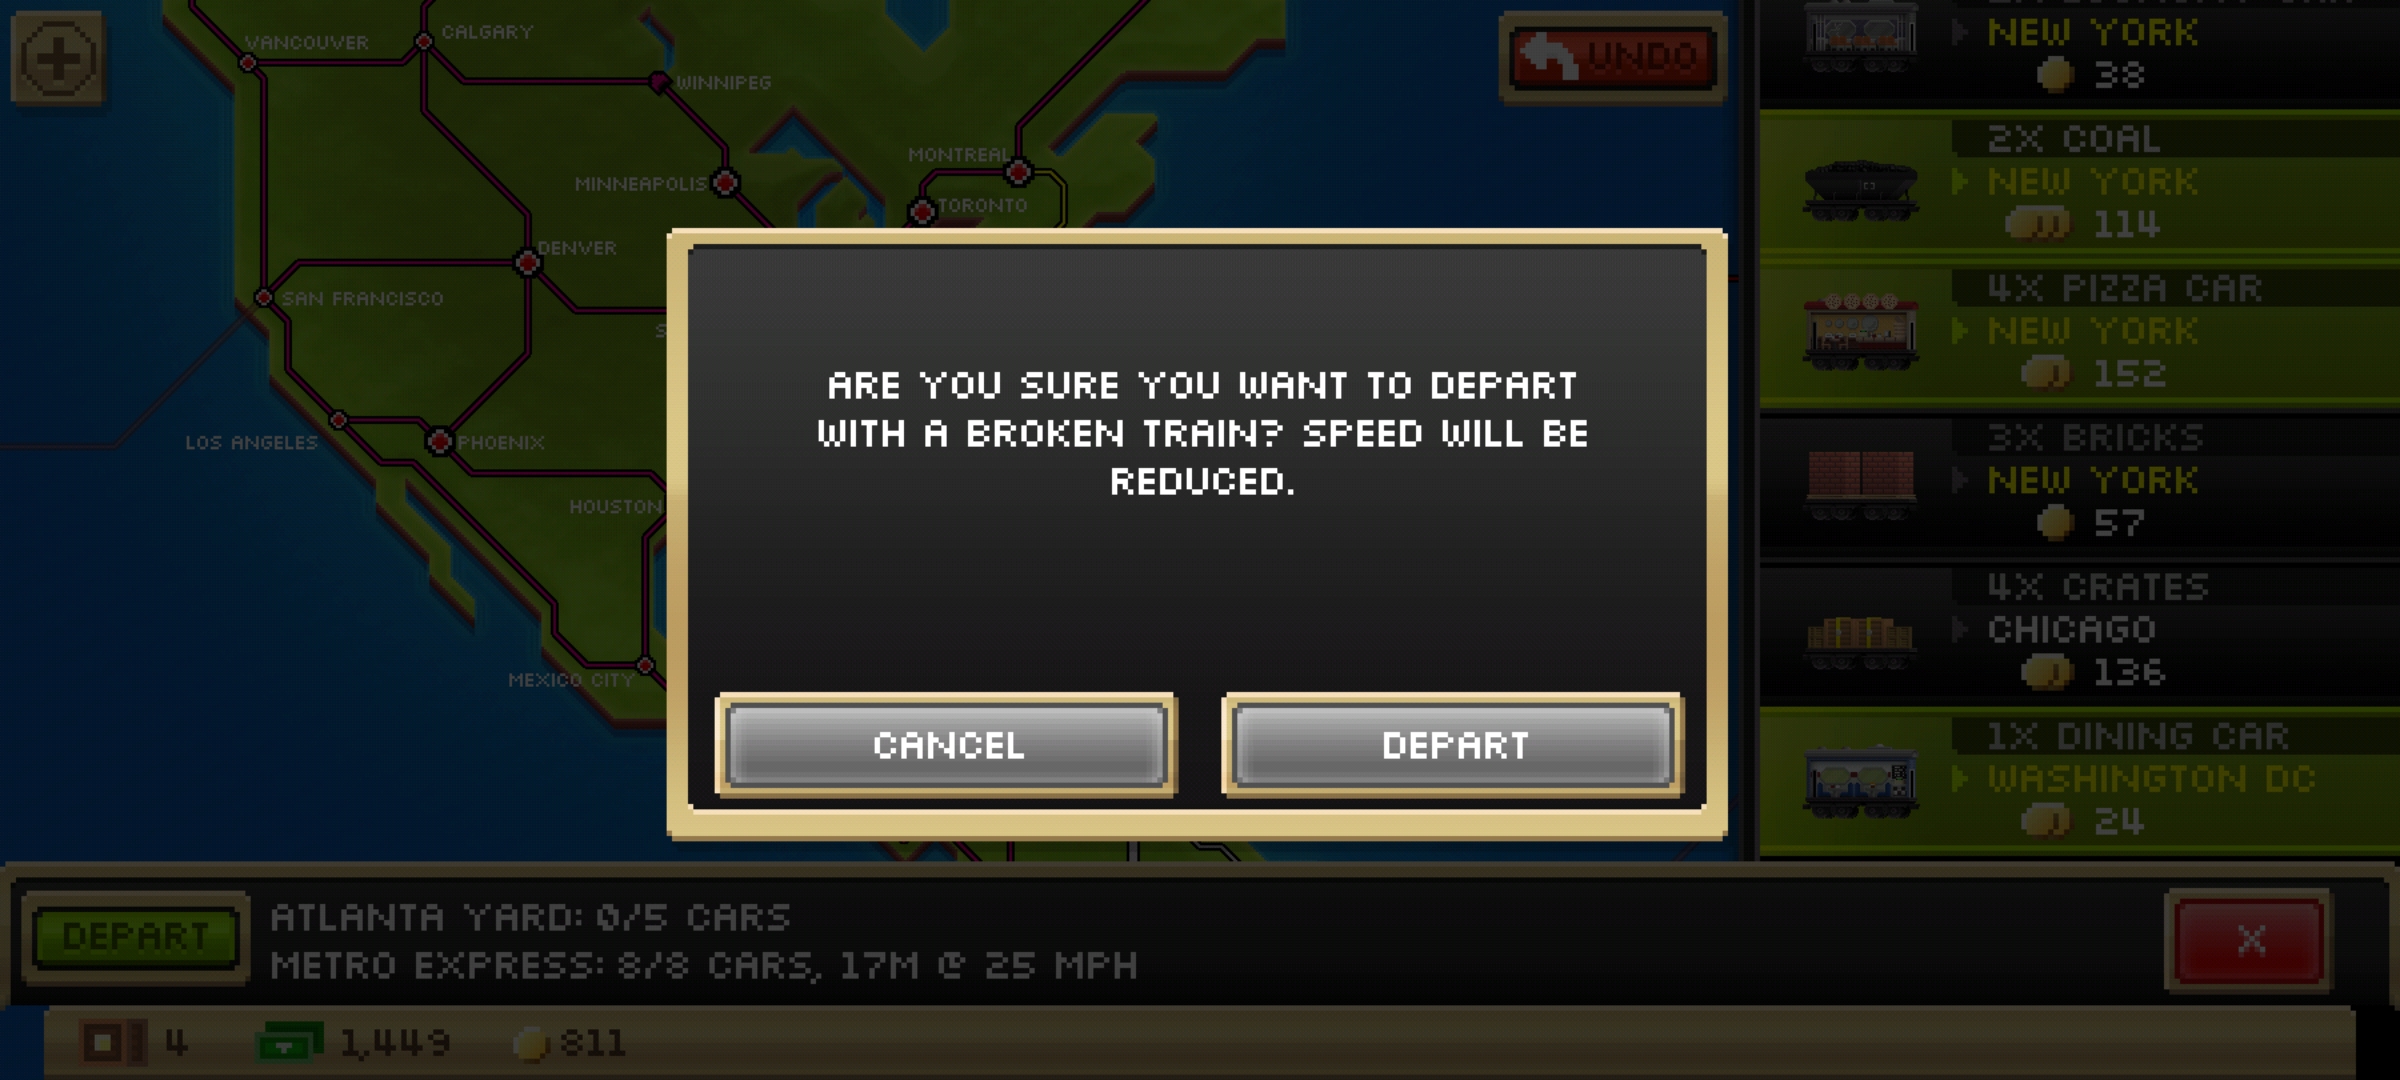 VANCOUVER
CALGARY
WINNIPEG
MONTREAL
MINNEAPOLIS
TORONTO
DENVER
SAN FRANCISCO
S
LOS ANGELES
PHOENIX
HOUSTON
MEXICO CITY
UNDO
NEW YORK
38
2X COAL
NEW YORK
114
4X PIZZA CAR
NEW YORK
152
3X BRICKS
NEW YORK
57
4X CRATES
CHICAGO
136
1X DINING CAR
WASHINGTON DC
24
ARE YOU SURE YOU WANT TO DEPART
WITH A BROKEN TRAIN? SPEED WILL BE
REDUCED.
CANCEL
DEPART
DEPART
ATLANTA YARD: 0/5 CARS
METRO EXPRESS: 8/8 CARS, 17M @ 25 MPH
X
4
1,449
811